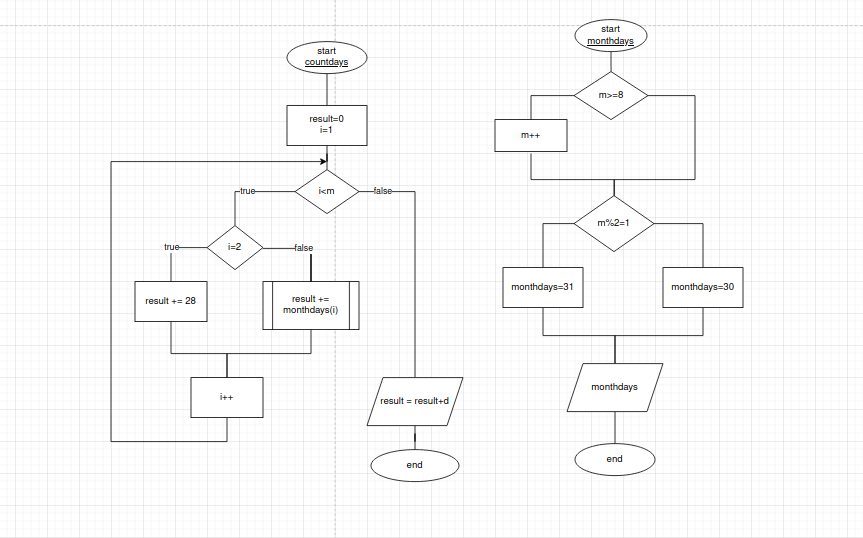 start
countdays
result=0
i=1
i<m
true
false
i=2
true
false
result += 28
result +=
monthdays(i)
i++
result = result+d
end
start
monthdays
m>=8
m++
m%2=1
monthdays=31
monthdays=30
monthdays
end